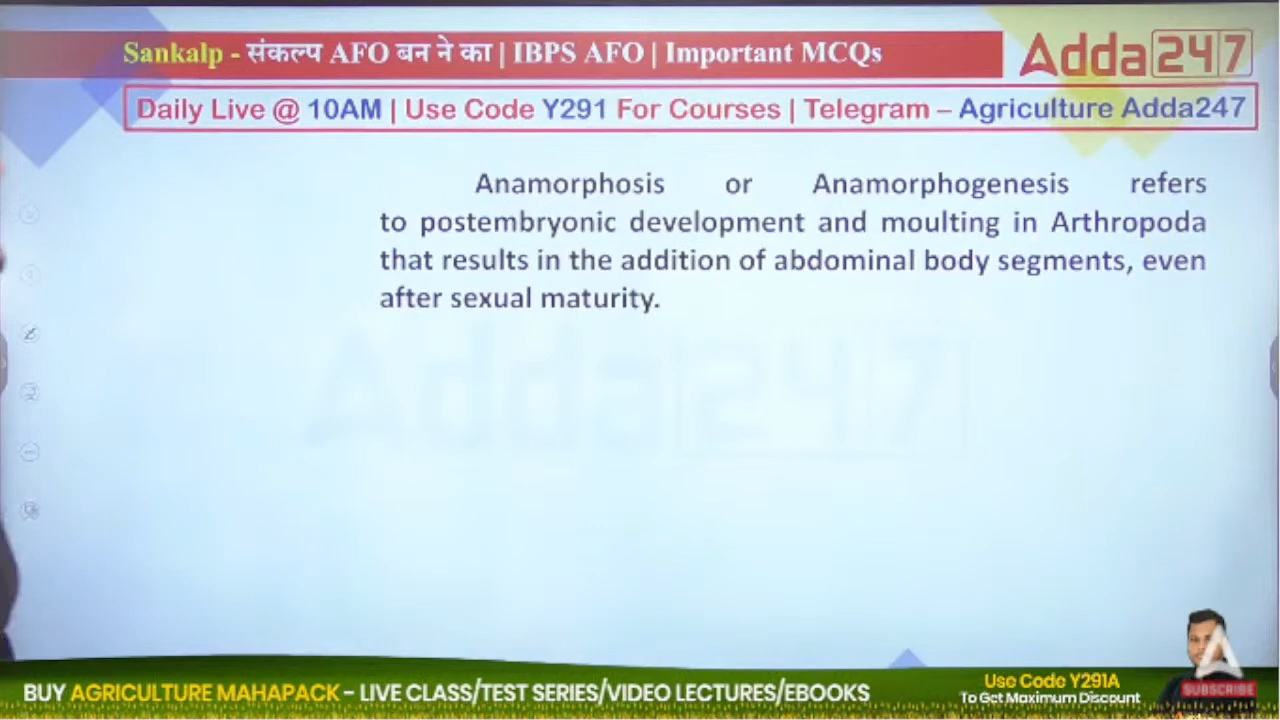 Sankalp - संकल्प AFO बन ने का | IBPS AFO | Important MCQs
Adda247
Daily Live @ 10AM | Use Code Y291 For Courses | Telegram – Agriculture Adda247
Anamorphosis or Anamorphogenesis refers
to postembryonic development and moulting in Arthropoda
that results in the addition of abdominal body segments, even
after sexual maturity.
Adda247
BUY AGRICULTURE MAHAPACK - LIVE CLASS/TEST SERIES/VIDEO LECTURES/EBOOKS
Use Code Y291A
To Get Maximum Discount
SUBSCRIBE